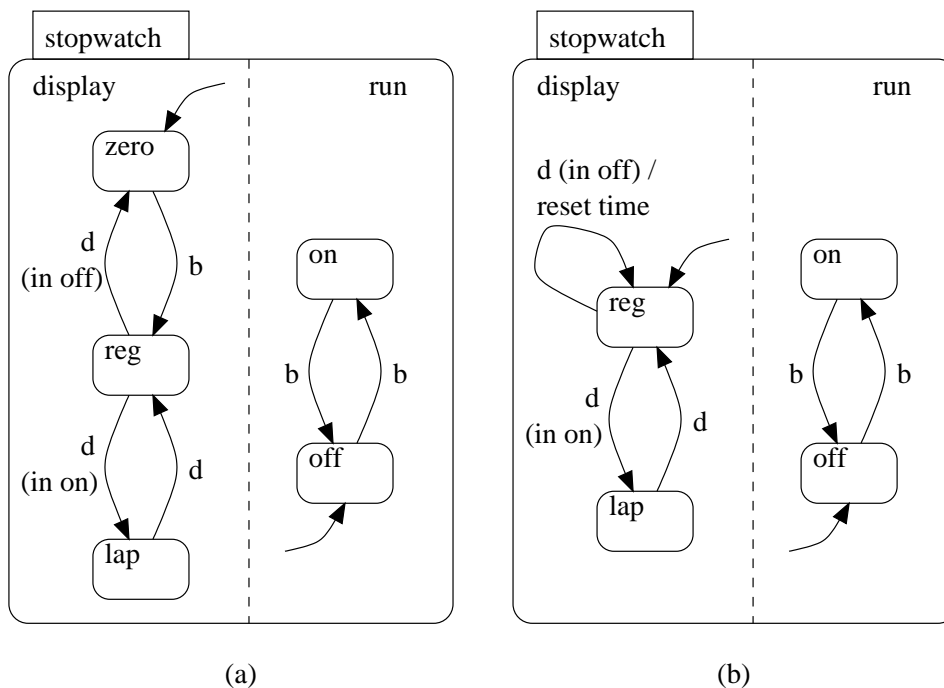 stopwatch
display
run
zero
d
(in off)
b
on
reg
b
b
d
(in on)
d
off
lap
(a)
stopwatch
display
run
d (in off) /
reset time
on
reg
b
b
d
(in on)
d
off
lap
(b)